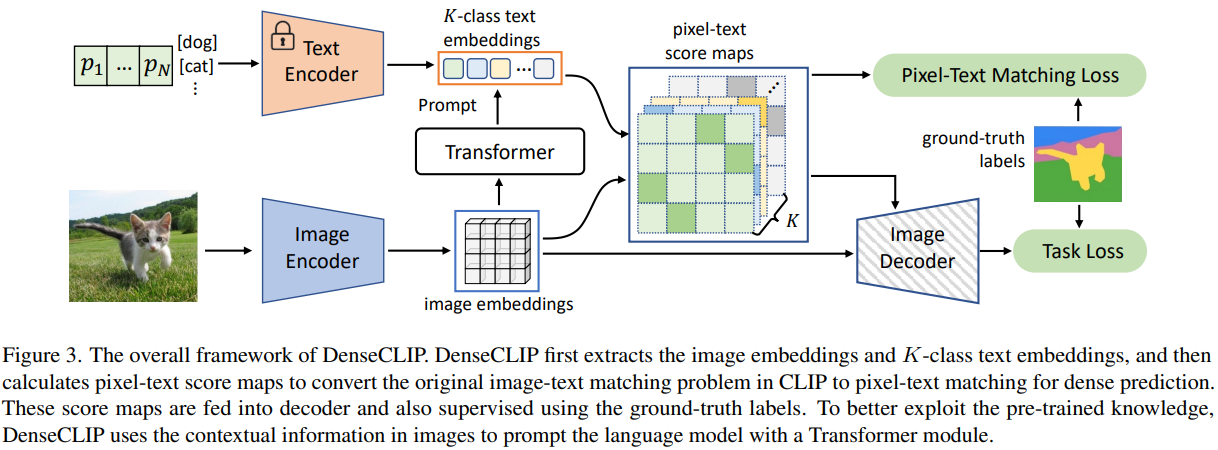 p1 ... pN
[dog]
[cat]
⋮
Text
Encoder
K-class text
embeddings
...
Prompt
Transformer
pixel-text
score maps
K
Pixel-Text Matching Loss
ground-truth
labels
Image
Encoder
image embeddings
Image
Decoder
Task Loss
Figure 3. The overall framework of DenseCLIP. DenseCLIP first extracts the image embeddings and K-class text embeddings, and then
calculates pixel-text score maps to convert the original image-text matching problem in CLIP to pixel-text matching for dense prediction.
These score maps are fed into decoder and also supervised using the ground-truth labels. To better exploit the pre-trained knowledge,
DenseCLIP uses the contextual information in images to prompt the language model with a Transformer module.